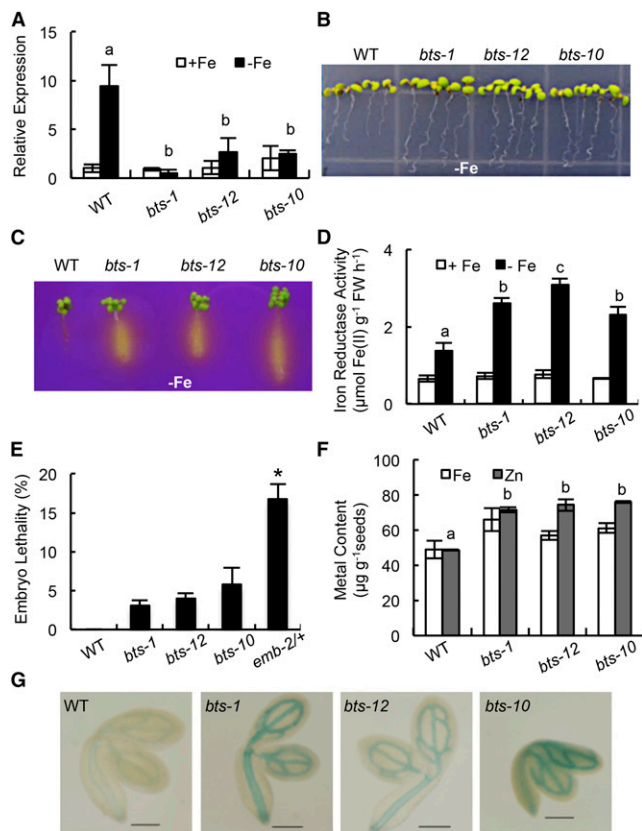 A
Relative Expression
15
10
5
0
+Fe -Fe
a
b
b
b
WT
bts-1
bts-12
bts-10
B
WT bts-1 bts-12 bts-10
-Fe
C
WT bts-1 bts-12 bts-10
-Fe
D
Iron Reductase Activity
(µmol Fe(II) g-1 FW h-1)
4
2
0
+ Fe - Fe
a
b
c
b
WT
bts-1
bts-12
bts-10
E
Embryo Lethality (%)
20
15
10
5
0
*
WT
bts-1
bts-12
bts-10
emb-2/+
F
Metal Content
(µg g-1seeds)
100
80
60
40
20
0
Fe Zn
a
b
b
b
WT
bts-1
bts-12
bts-10
G
WT
bts-1
bts-12
bts-10